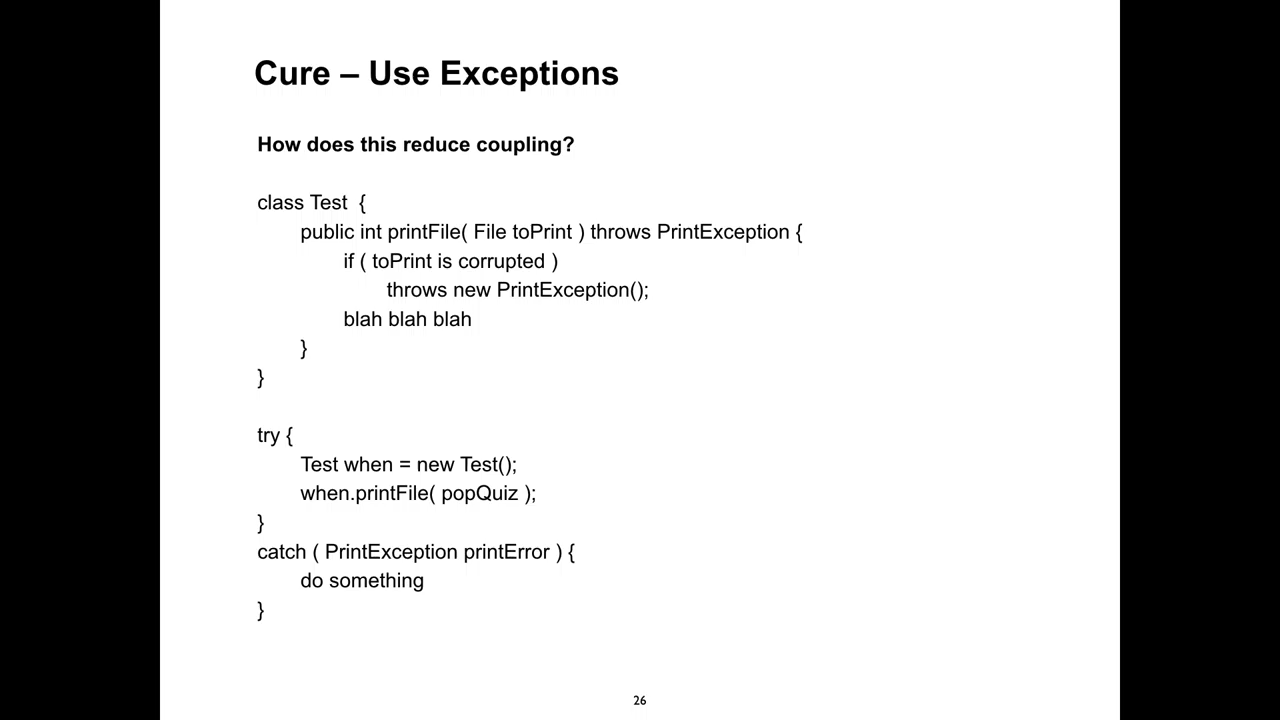 Cure – Use Exceptions
How does this reduce coupling?
class Test  {
public int printFile( File toPrint ) throws PrintException {
if ( toPrint is corrupted )
throws new PrintException();
blah blah blah
}
}
try {
Test when = new Test();
when.printFile( popQuiz );
}
catch ( PrintException printError ) {
do something
}
26